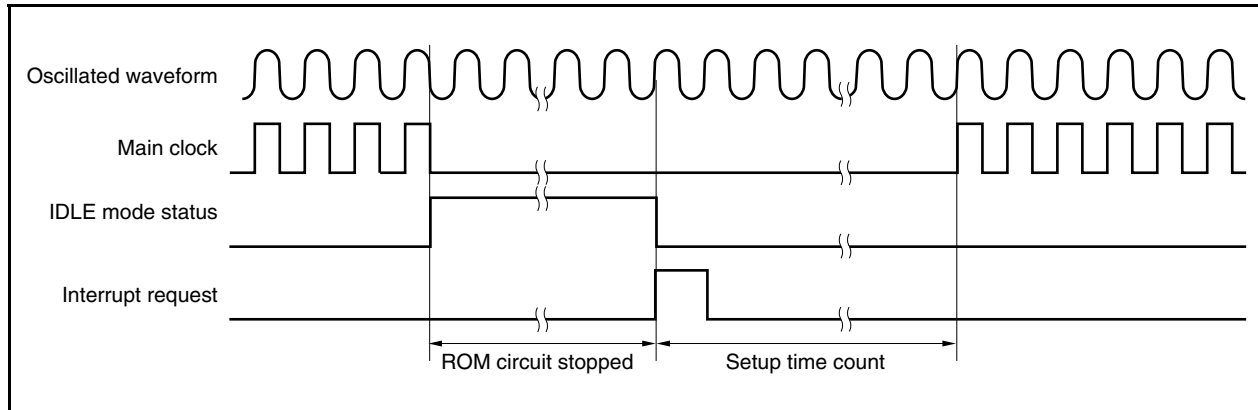 Oscillated waveform
Main clock
IDLE mode status
Interrupt request
ROM circuit stopped
Setup time count